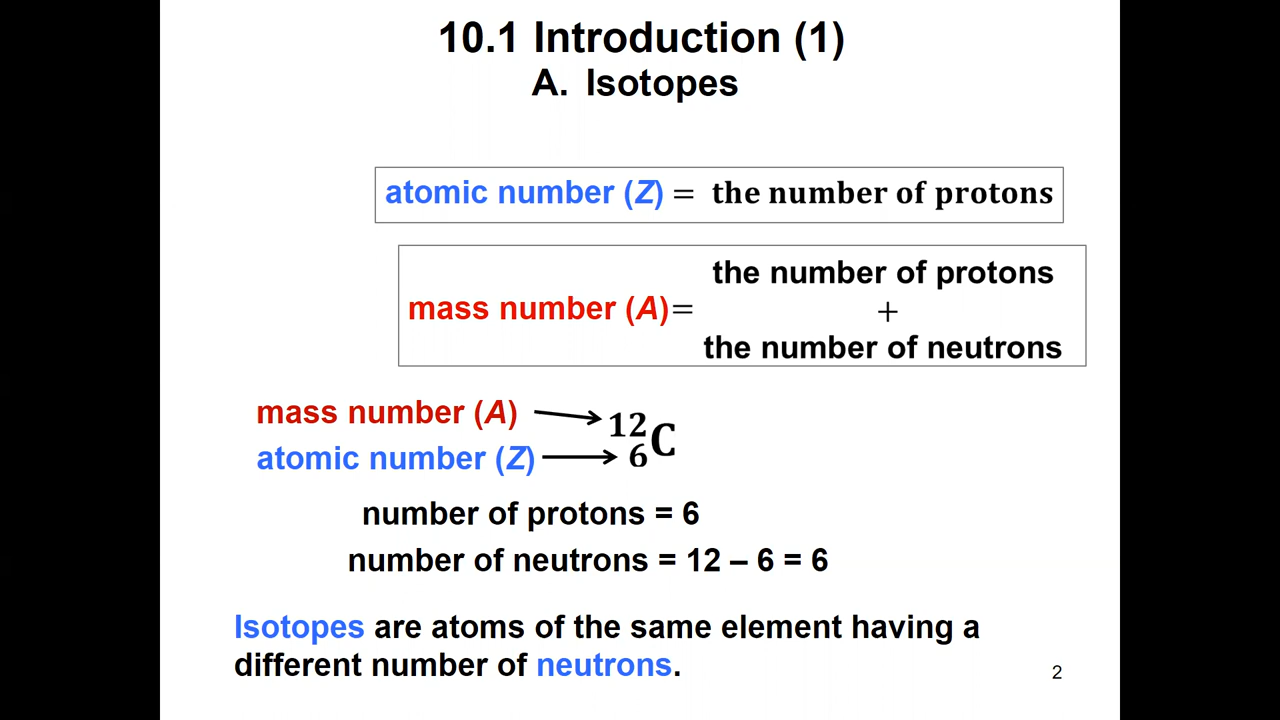 10.1 Introduction (1)
A. Isotopes
atomic number (Z) = the number of protons
the number of protons
mass number (A)= +
the number of neutrons
mass number (A)
atomic number (Z)
12
6 C
number of protons = 6
number of neutrons = 12 – 6 = 6
Isotopes are atoms of the same element having a
different number of neutrons.
2